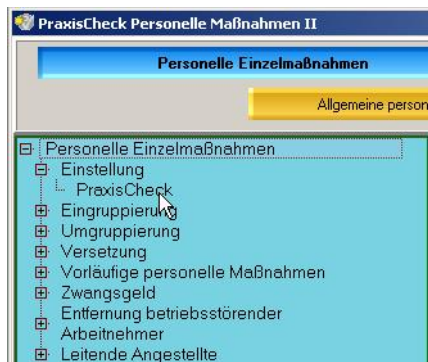 PraxisCheck Personelle Maßnahmen II
Personelle Einzelmaßnahmen
Allgemeine person
Personelle Einzelmaßnahmen
Einstellung
PraxisCheck
Eingruppierung
Umgruppierung
Versetzung
Vorläufige personelle Maßnahmen
Zwangsgeld
Entfernung betriebsstörender
Arbeitnehmer
Leitende Angestellte